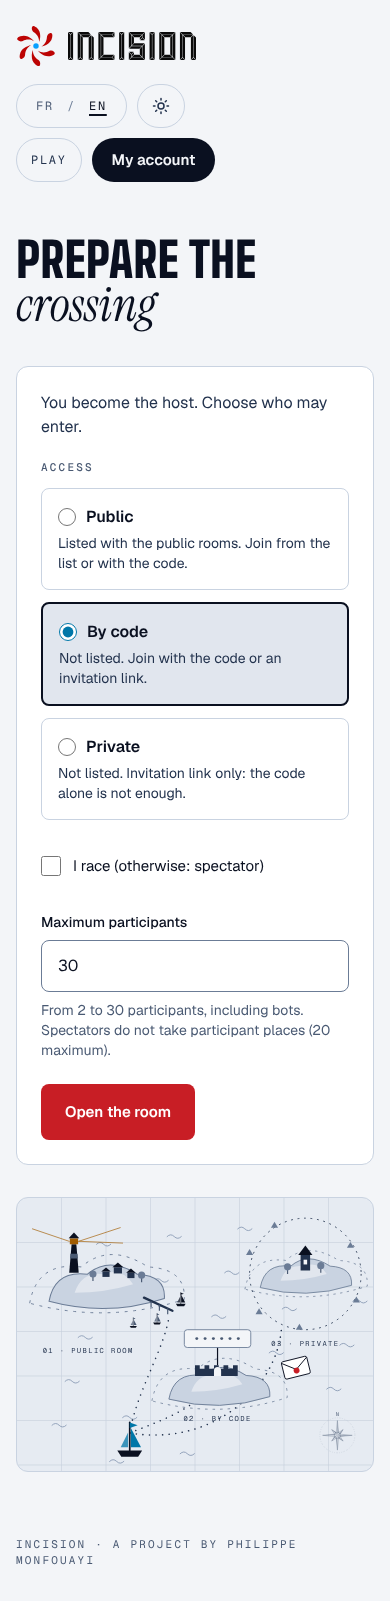 INCISION
FR / EN
PLAY
My account
PREPARE THE
crossing
You become the host. Choose who may
enter.
ACCESS
Public
Listed with the public rooms. Join from the
list or with the code.
By code
Not listed. Join with the code or an
invitation link.
Private
Not listed. Invitation link only: the code
alone is not enough.
I race (otherwise: spectator)
Maximum participants
30
From 2 to 30 participants, including bots.
Spectators do not take participant places (20
maximum).
Open the room
01 · PUBLIC ROOM
03 · PRIVATE
02 · BY CODE
N
INCISION · A PROJECT BY PHILIPPE
MONFOUAYI